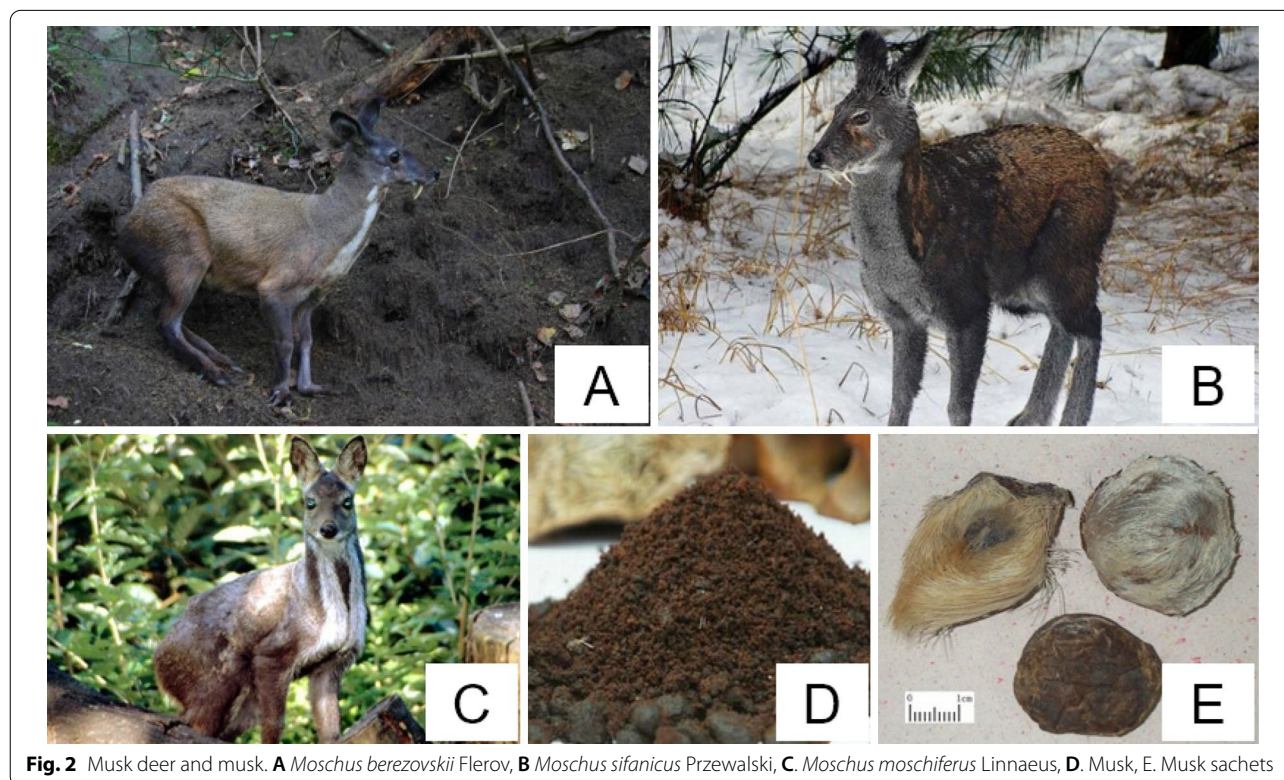 A
B
C
D
0 1cm
E
Fig. 2 Musk deer and musk. A Moschus berezovskii Flerov, B Moschus sifanicus Przewalski, C. Moschus moschiferus Linnaeus, D. Musk, E. Musk sachets